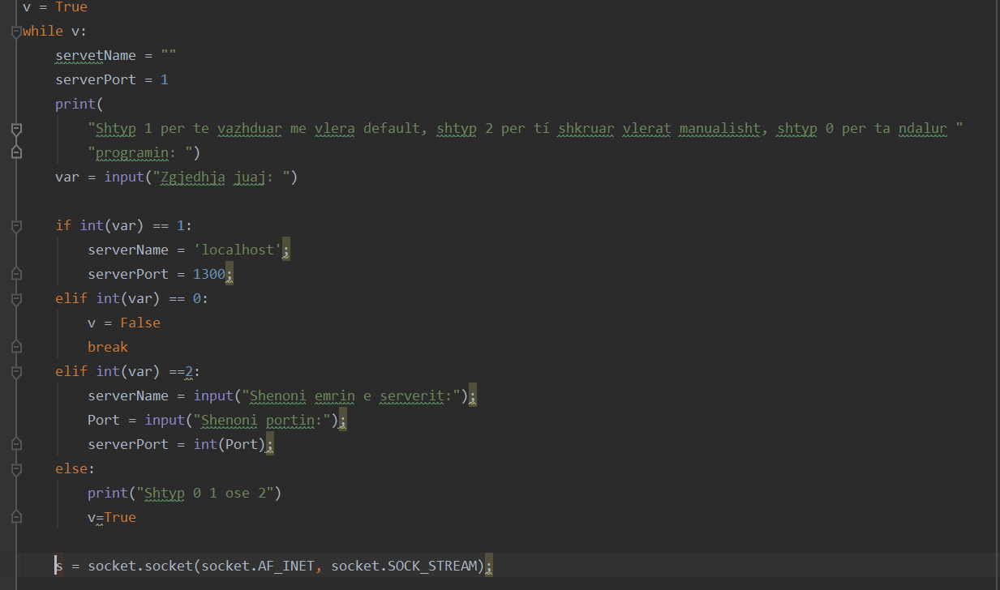 v = True
while v:
    servetName = ""
    serverPort = 1
    print(
        "Shtyp 1 per te vazhduar me vlera default, shtyp 2 per tí shkruar vlerat manualisht, shtyp 0 per ta ndalur "
        "programin: ")
    var = input("Zgjedhja juaj: ")

    if int(var) == 1:
        serverName = 'localhost';
        serverPort = 1300;
    elif int(var) == 0:
        v = False
        break
    elif int(var) ==2:
        serverName = input("Shenoni emrin e serverit:");
        Port = input("Shenoni portin:");
        serverPort = int(Port);
    else:
        print("Shtyp 0 1 ose 2")
        v=True

    s = socket.socket(socket.AF_INET, socket.SOCK_STREAM);